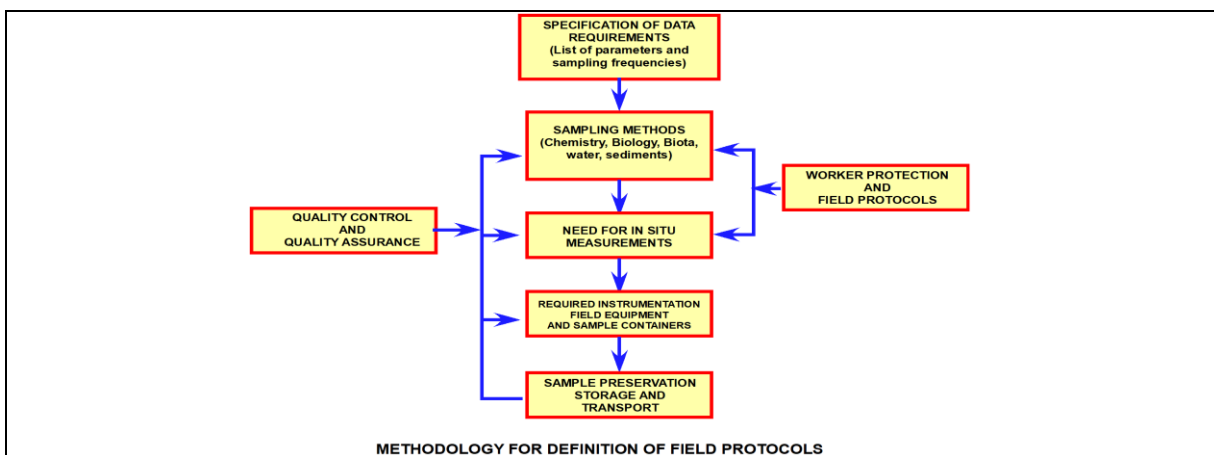 SPECIFICATION OF DATA
REQUIREMENTS
(List of parameters and
sampling frequencies)
SAMPLING METHODS
(Chemistry, Biology, Biota,
water, sediments)
WORKER PROTECTION
AND
FIELD PROTOCOLS
QUALITY CONTROL
AND
QUALITY ASSURANCE
NEED FOR IN SITU
MEASUREMENTS
REQUIRED INSTRUMENTATION
FIELD EQUIPMENT
AND SAMPLE CONTAINERS
SAMPLE PRESERVATION
STORAGE AND
TRANSPORT
METHODOLOGY FOR DEFINITION OF FIELD PROTOCOLS